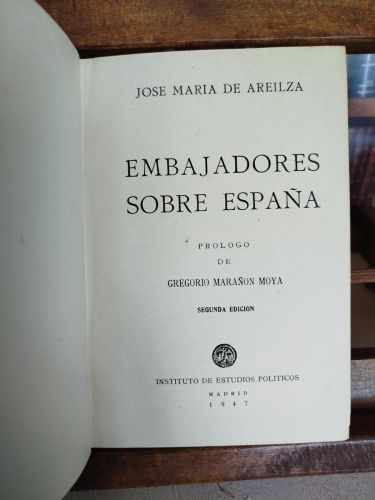 JOSE MARIA DE AREILZA
EMBAJADORES
SOBRE ESPAÑA
PROLOGO
DE
GREGORIO MARAÑON MOYA
SEGUNDA EDICION
INSTITUTO DE ESTUDIOS POLITICOS
MADRID
1947